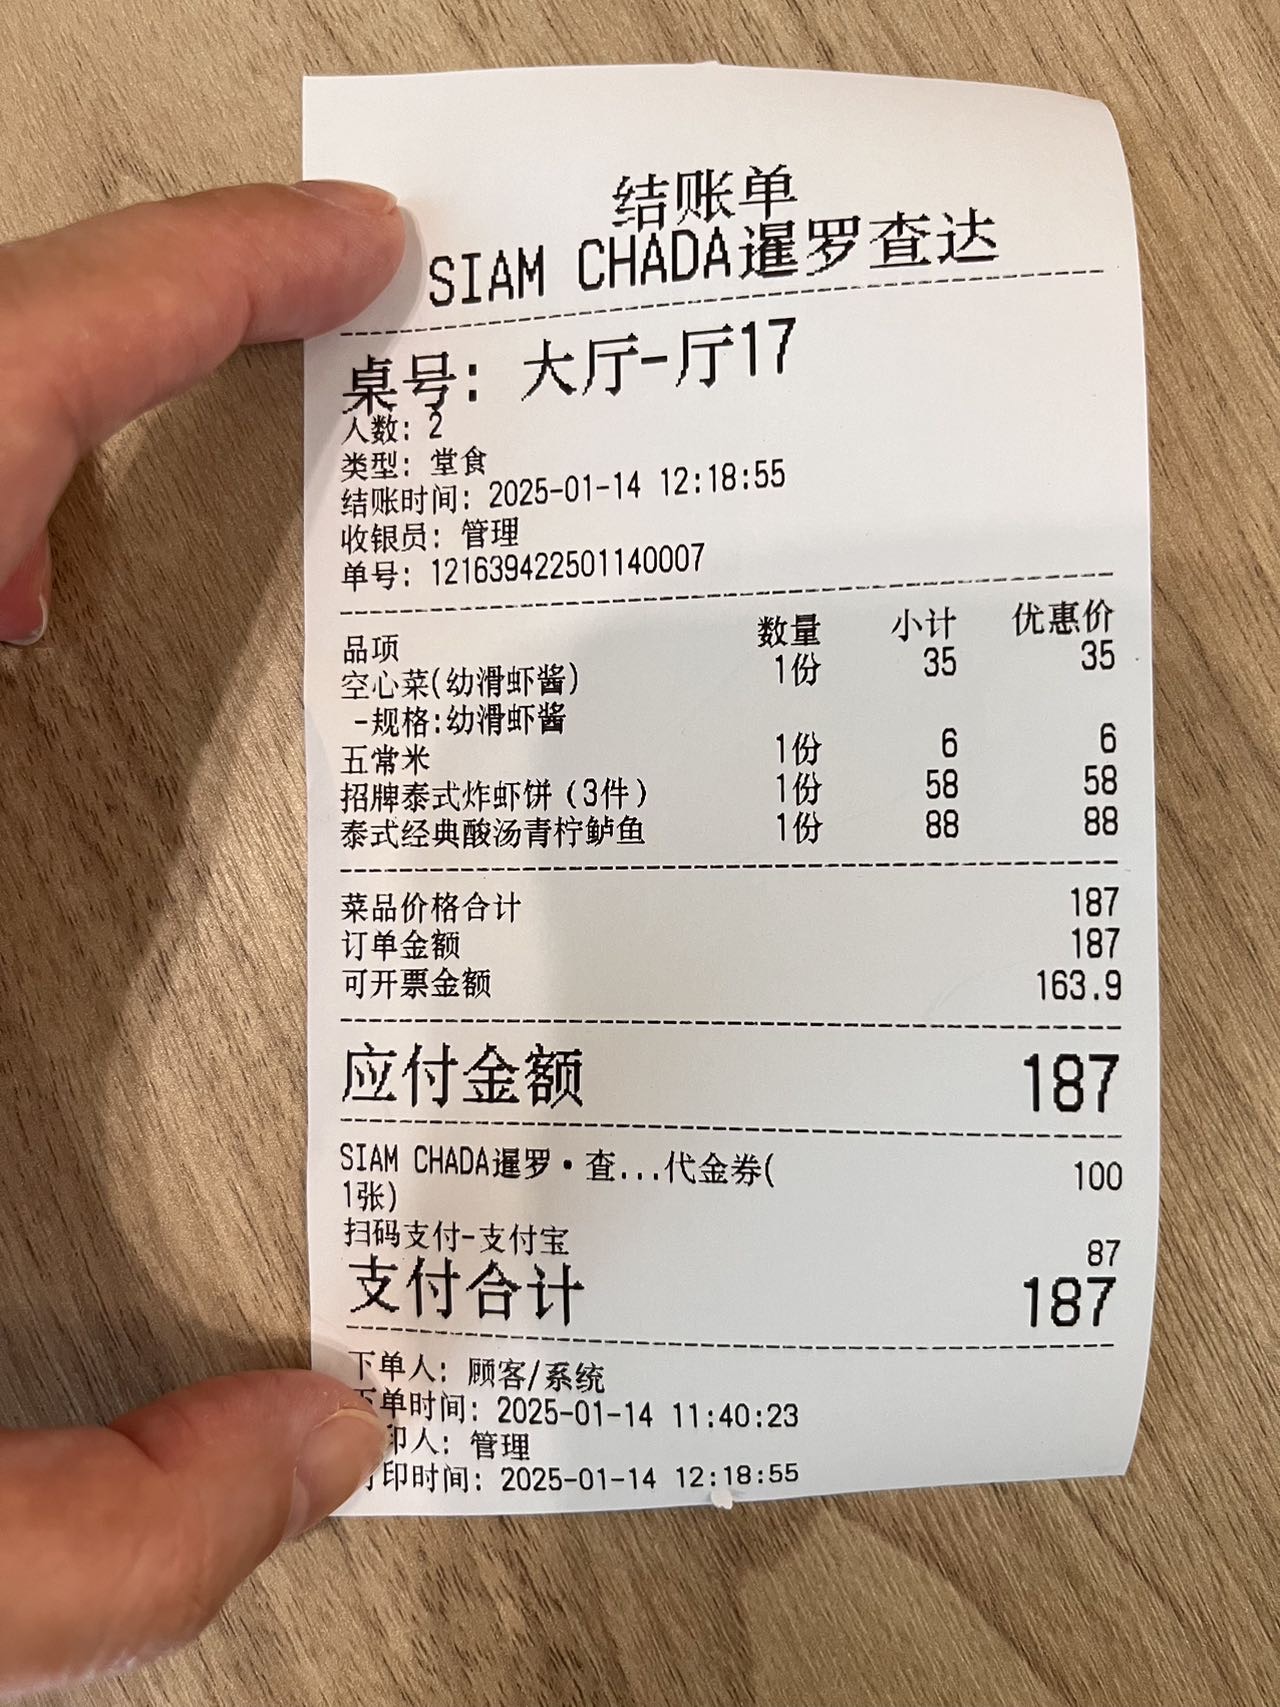 结账单
SIAM CHADA暹罗查达
桌号: 大厅-厅17
人数: 2
类型: 堂食
结账时间: 2025-01-14 12:18:55
收银员: 管理
单号: 121639422501140007
品项 数量 小计 优惠价
空心菜(幼滑虾酱) 1份 35 35
-规格:幼滑虾酱
五常米 1份 6 6
招牌泰式炸虾饼(3件) 1份 58 58
泰式经典酸汤青柠鲈鱼 1份 88 88
菜品价格合计 187
订单金额 187
可开票金额 163.9
应付金额 187
SIAM CHADA暹罗·查...代金券( 100
1张)
扫码支付-支付宝 87
支付合计 187
下单人: 顾客/系统
下单时间: 2025-01-14 11:40:23
印人: 管理
印时间: 2025-01-14 12:18:55